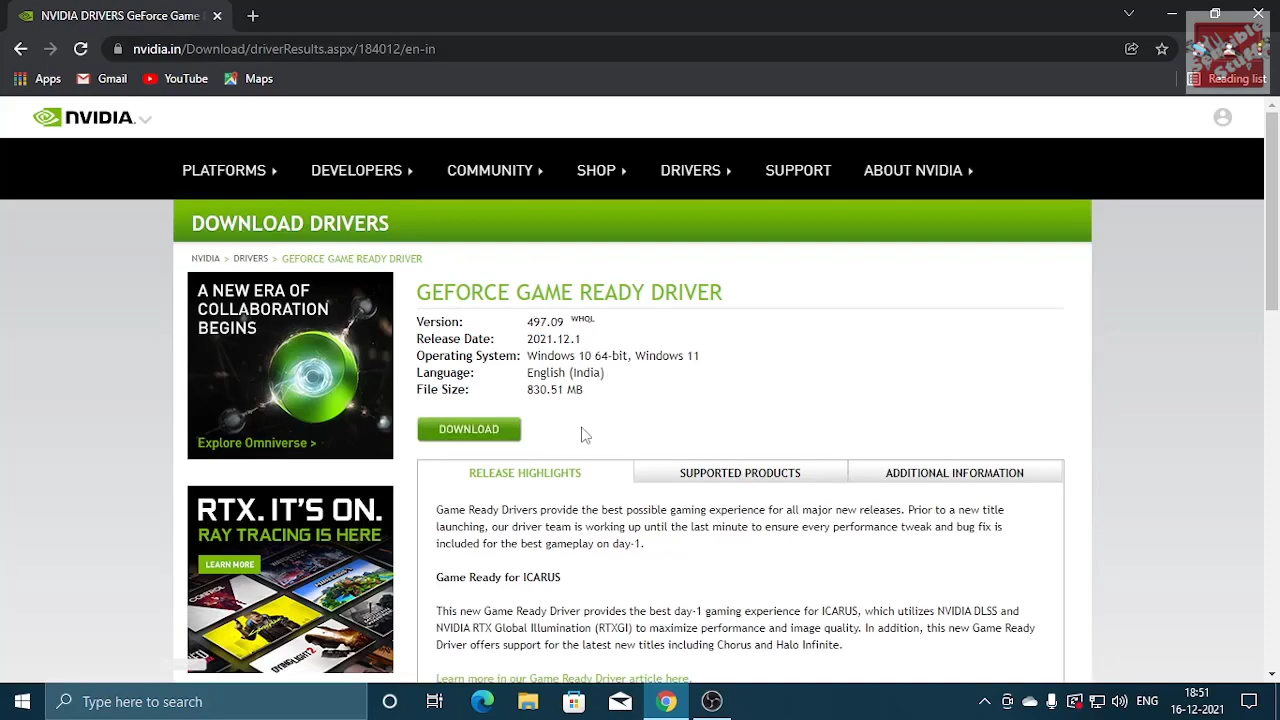 NVIDIA GeForce Game
nvidia.in/Download/driverResults.aspx/184012/en-in
Apps Gmail YouTube Maps Reading list
NVIDIA.
PLATFORMS DEVELOPERS COMMUNITY SHOP DRIVERS SUPPORT ABOUT NVIDIA
DOWNLOAD DRIVERS
NVIDIA > DRIVERS > GEFORCE GAME READY DRIVER
A NEW ERA OF
COLLABORATION
BEGINS
Explore Omniverse >
RTX. IT'S ON.
RAY TRACING IS HERE
LEARN MORE
DYING LIGHT 2
GEFORCE GAME READY DRIVER
Version: 497.09 WHQL
Release Date: 2021.12.1
Operating System: Windows 10 64-bit, Windows 11
Language: English (India)
File Size: 830.51 MB
DOWNLOAD
RELEASE HIGHLIGHTS SUPPORTED PRODUCTS ADDITIONAL INFORMATION
Game Ready Drivers provide the best possible gaming experience for all major new releases. Prior to a new title
launching, our driver team is working up until the last minute to ensure every performance tweak and bug fix is
included for the best gameplay on day-1.
Game Ready for ICARUS
This new Game Ready Driver provides the best day-1 gaming experience for ICARUS, which utilizes NVIDIA DLSS and
NVIDIA RTX Global Illumination (RTXGI) to maximize performance and image quality. In addition, this new Game Ready
Driver offers support for the latest new titles including Chorus and Halo Infinite.
Learn more in our Game Ready Driver article here.
Type here to search
ENG
18:51
16-12-2021